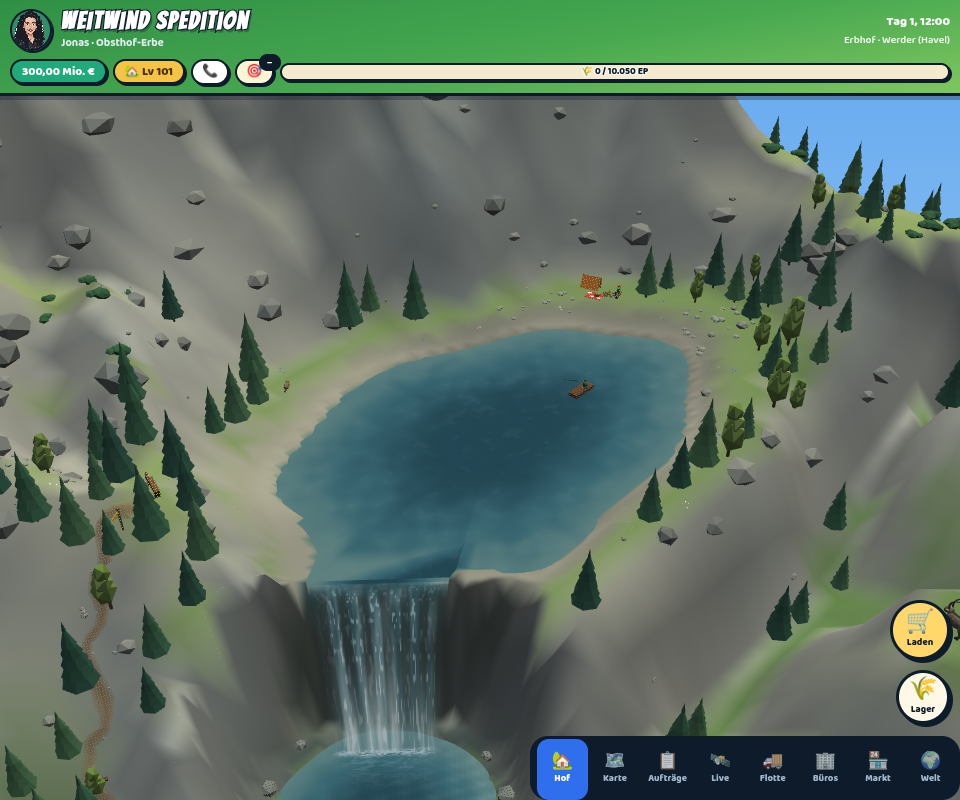 WEITWIND SPEDITION
Jonas · Obsthof-Erbe
Tag 1, 12:00
Erbhof · Werder (Havel)
300,00 Mio. €
Lv 101
–
0 / 10.050 EP
Laden
Lager
Hof
Karte
Aufträge
Live
Flotte
Büros
24
Markt
Welt